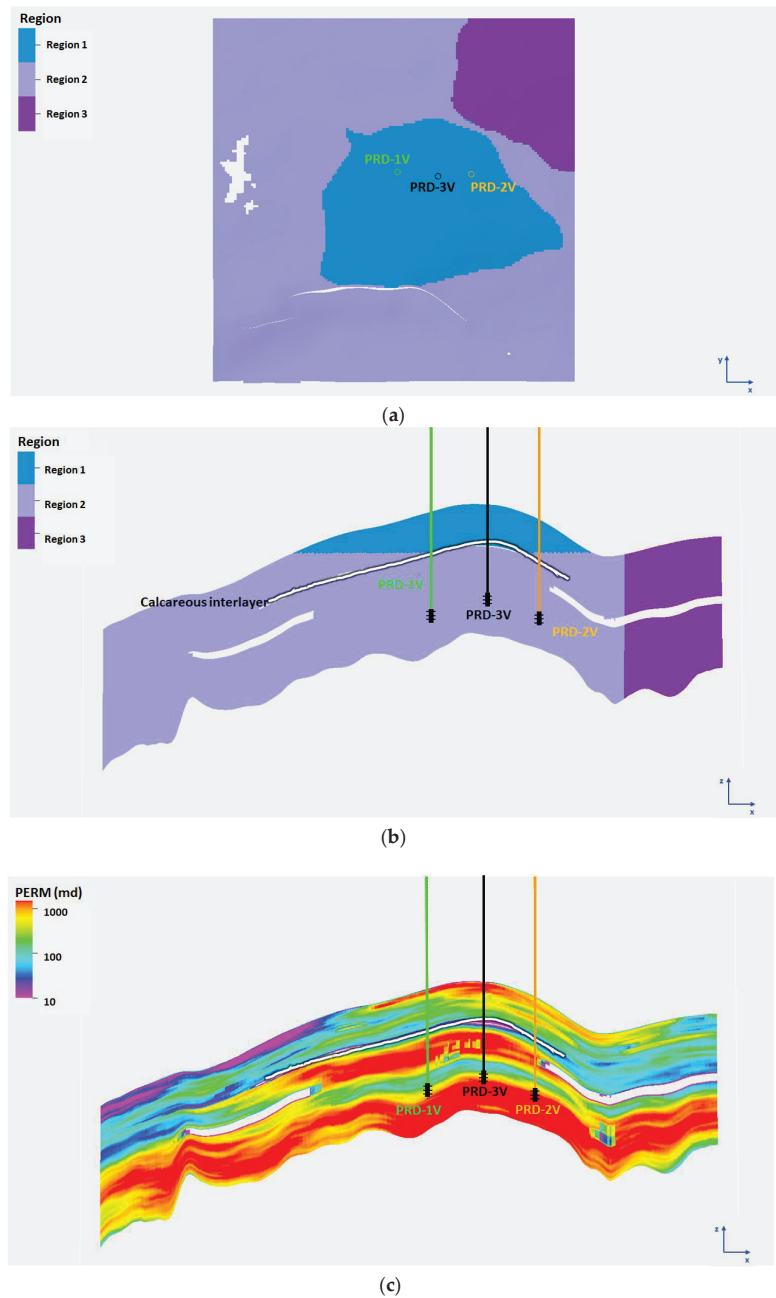 Region
Region 1
Region 2
Region 3
PRD-1V
PRD-3V
PRD-2V
y
x
(a)
Region
Region 1
Region 2
Region 3
PRD-1V
Calcareous interlayer
PRD-3V
PRD-2V
z
x
(b)
PERM (md)
1000
100
10
PRD-1V
PRD-3V
PRD-2V
z
x
(c)